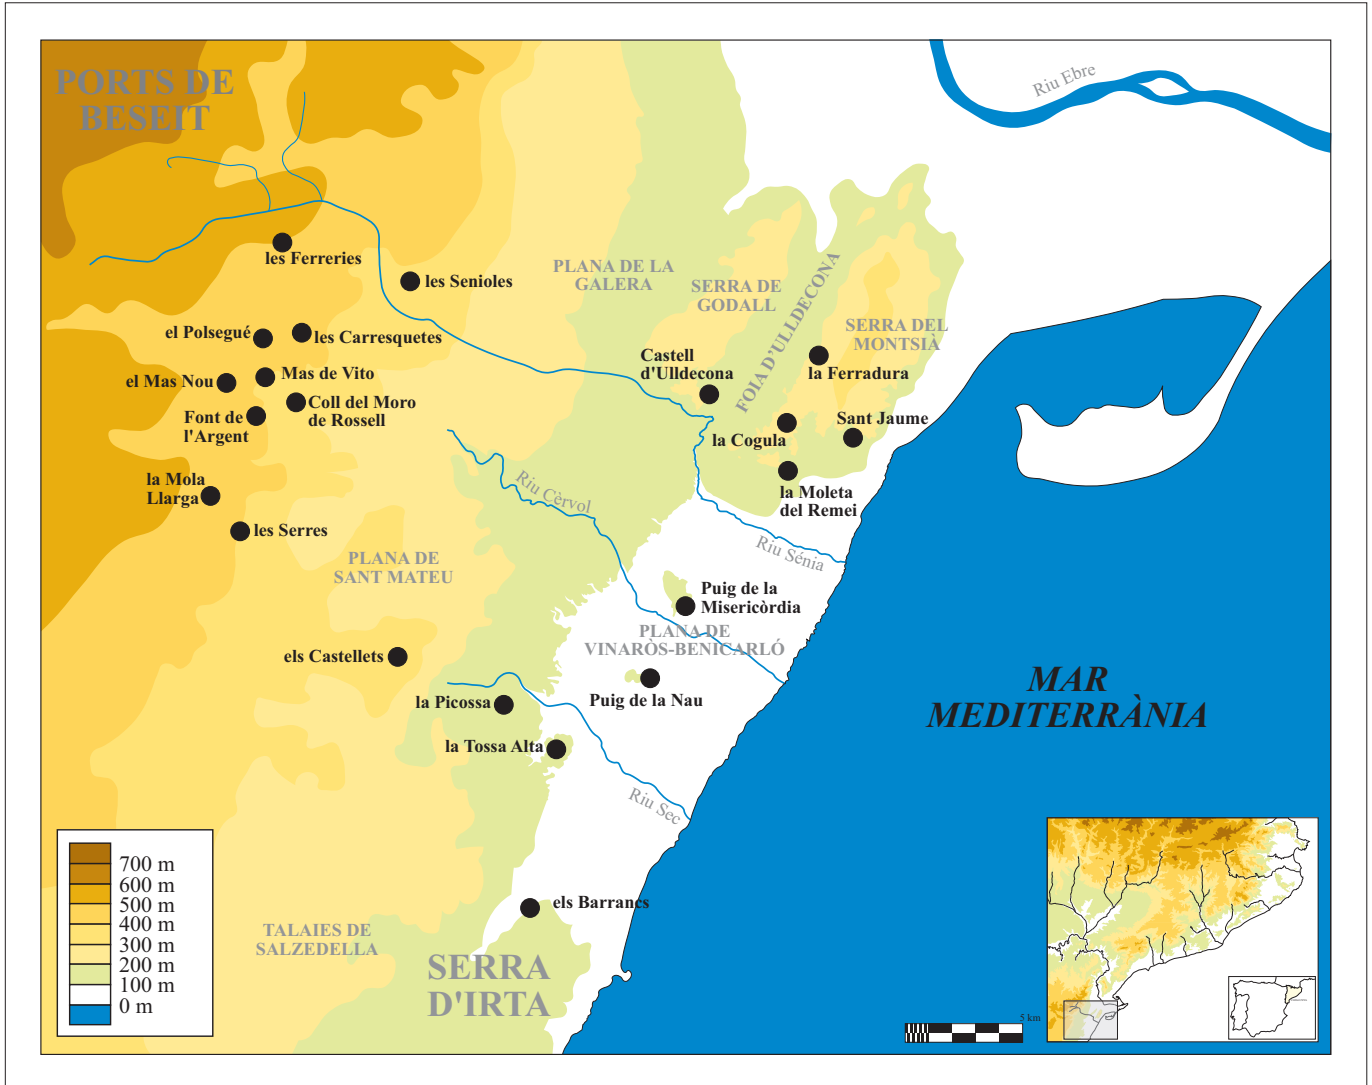 PORTS DE
BESEIT
Riu Ebre
les Ferreries
les Senioles
PLANA DE LA
GALERA
SERRA DE
GODALL
FOIA D'ULLDECONA
SERRA DEL
MONTSIÀ
el Polsegué
les Carresquetes
Castell
d'Ulldecona
la Ferradura
el Mas Nou
Mas de Vito
Coll del Moro
de Rossell
Font de
l'Argent
la Cogula
Sant Jaume
la Mola
Llarga
Riu Cèrvol
la Moleta
del Remei
les Serres
Riu Sénia
PLANA DE
SANT MATEU
Puig de la
Misericòrdia
PLANA DE
VINARÒS-BENICARLÓ
els Castellets
la Picossa
Puig de la Nau
MAR
MEDITERRÀNIA
la Tossa Alta
Riu Sec
els Barrancs
TALAIES DE
SALZEDELLA
SERRA
D'IRTA
700 m
600 m
500 m
400 m
300 m
200 m
100 m
0 m
5 km